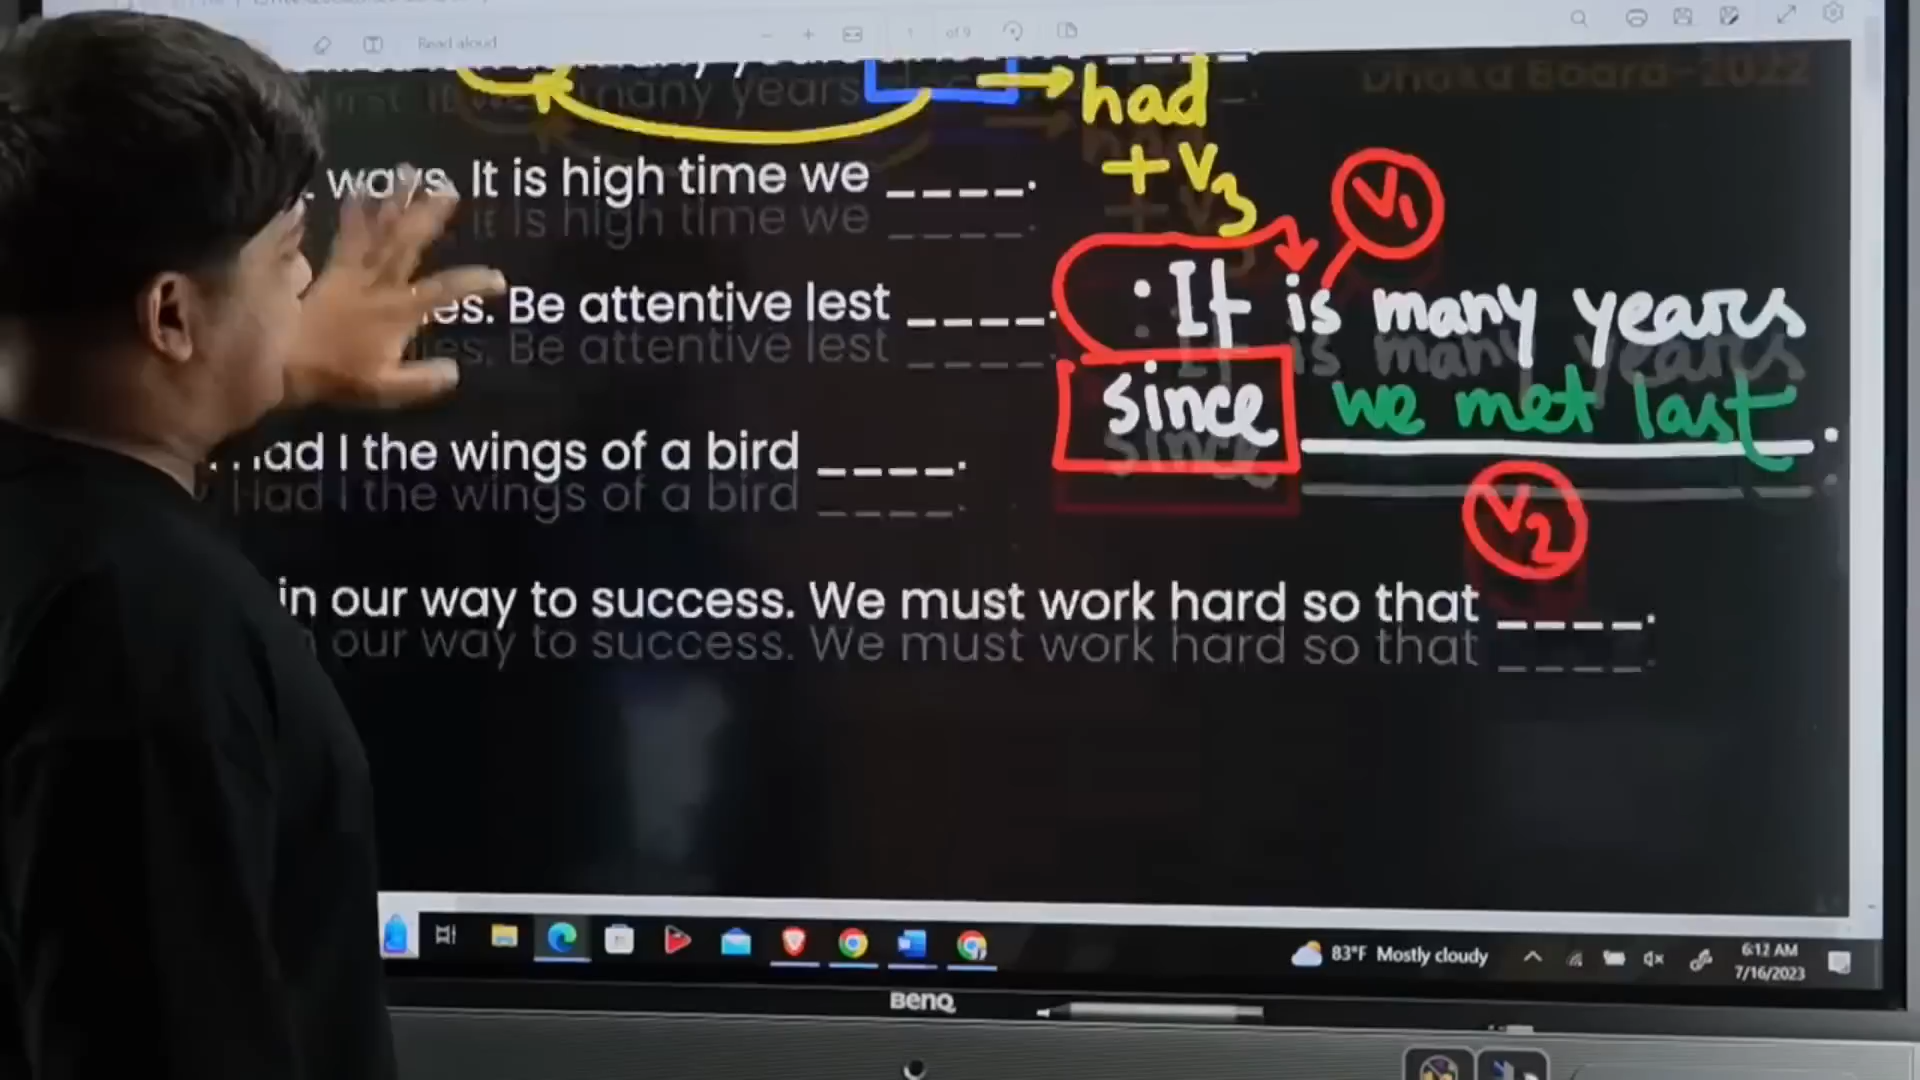 Read aloud
1 of 9
many years
Dhaka Board-2022
had
+ V3
ways. It is high time we ____.
V1
: It is many years
es. Be attentive lest ____.
since we met last.
Had I the wings of a bird ____.
V2
in our way to success. We must work hard so that ____.
83°F Mostly cloudy
6:12 AM
7/16/2023
BenQ